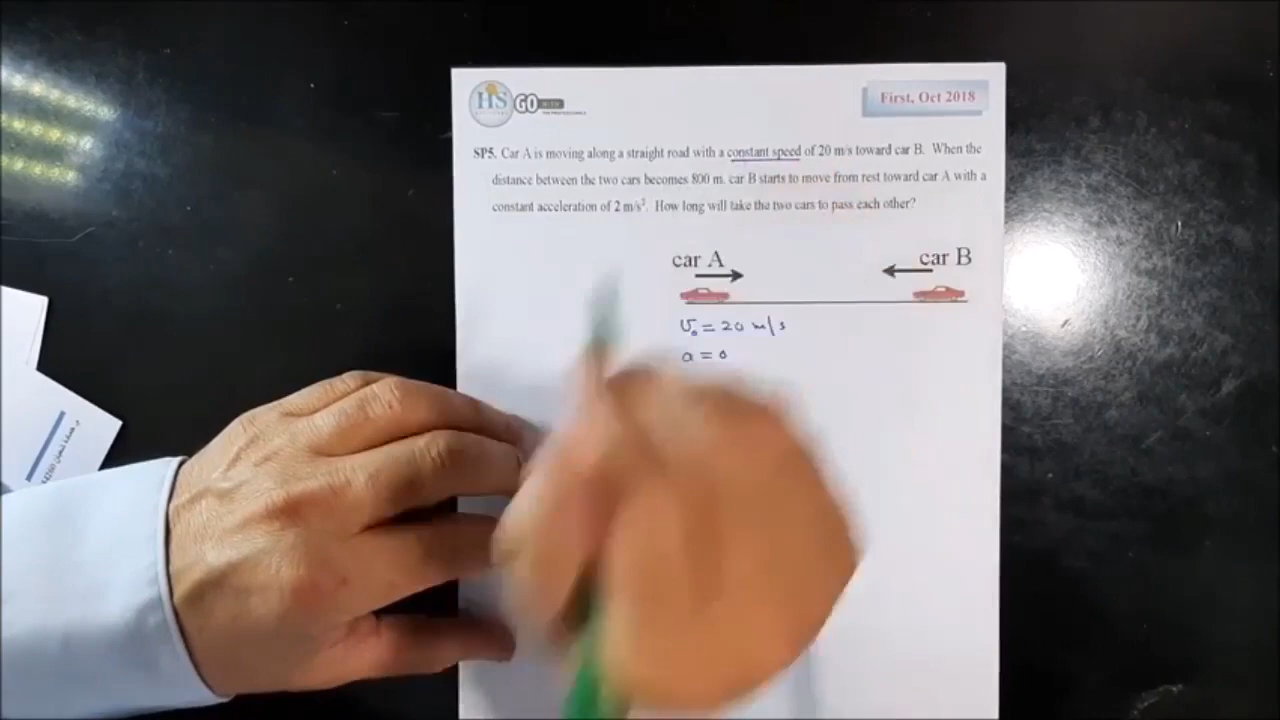 HS GO
First, Oct 2018
SP5. Car A is moving along a straight road with a constant speed of 20 m/s toward car B. When the
distance between the two cars becomes 800 m. car B starts to move from rest toward car A with a
constant acceleration of 2 m/s². How long will take the two cars to pass each other?
car A car B
v₀ = 20 m/s
a = 0